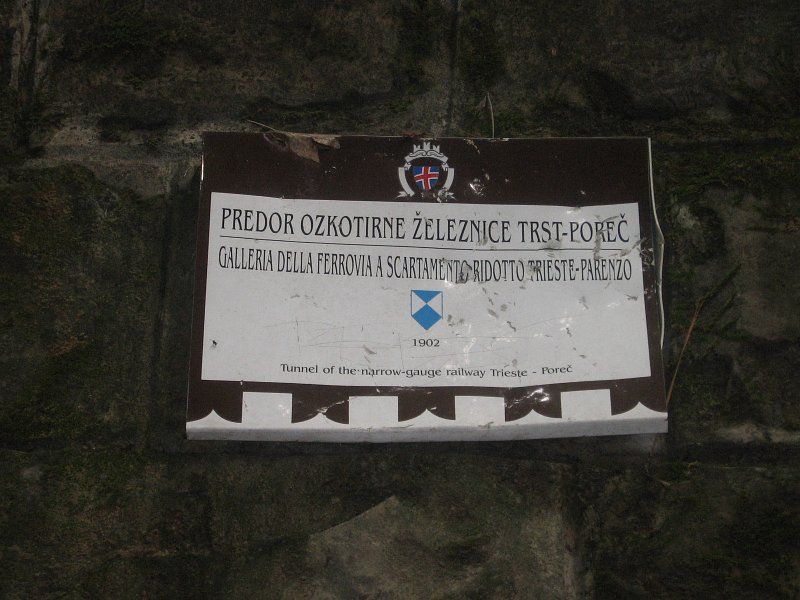 PREDOR OZKOTIRNE ŽELEZNICE TRST-POREČ
GALLERIA DELLA FERROVIA A SCARTAMENTO RIDOTTO TRIESTE-PARENZO
1902
Tunnel of the narrow-gauge railway Trieste - Poreč